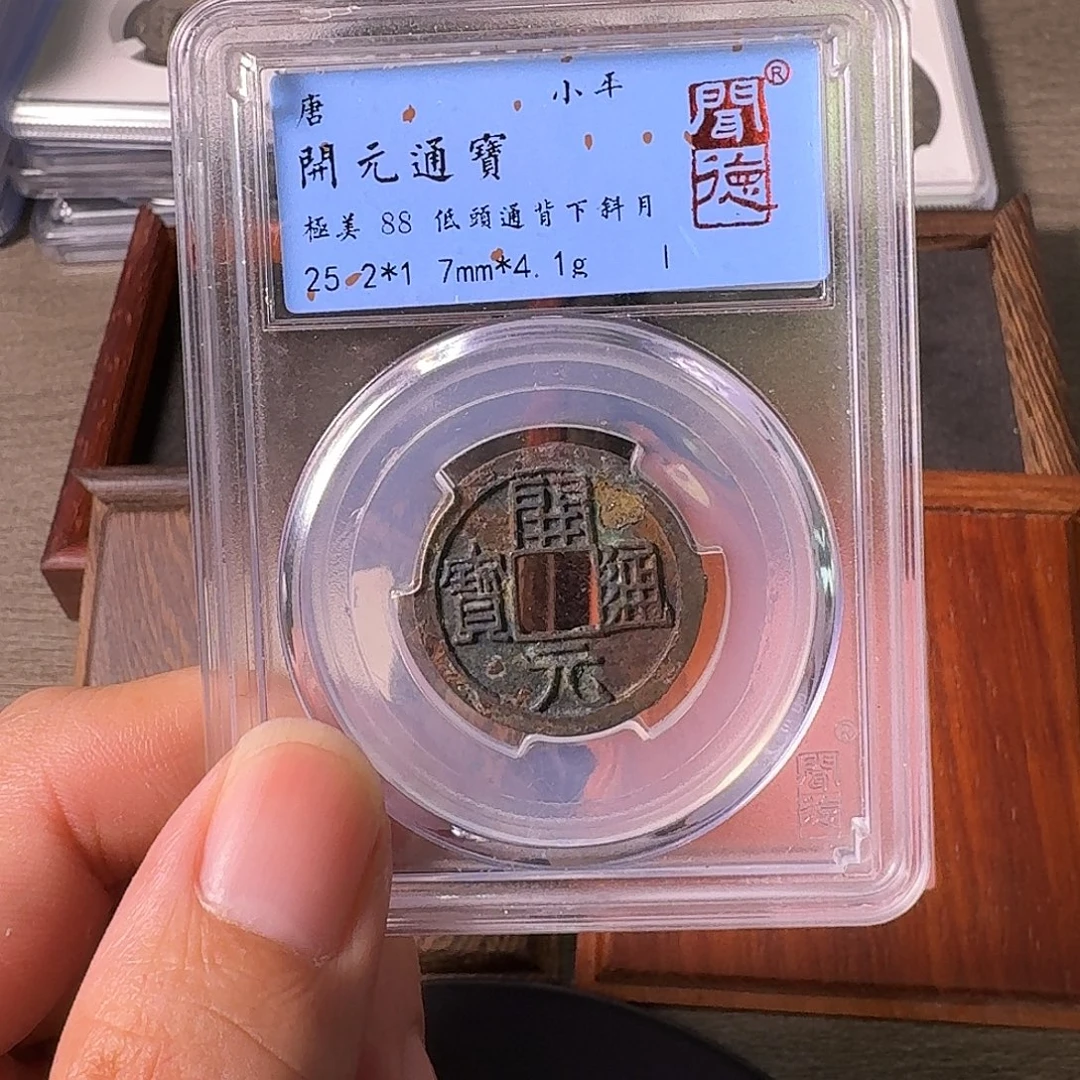 唐 小平
開元通寶
極美 88 低頭通背下斜月
25.2*1.7mm*4.1g
聞德
®
開
寶 通
元
®
聞德